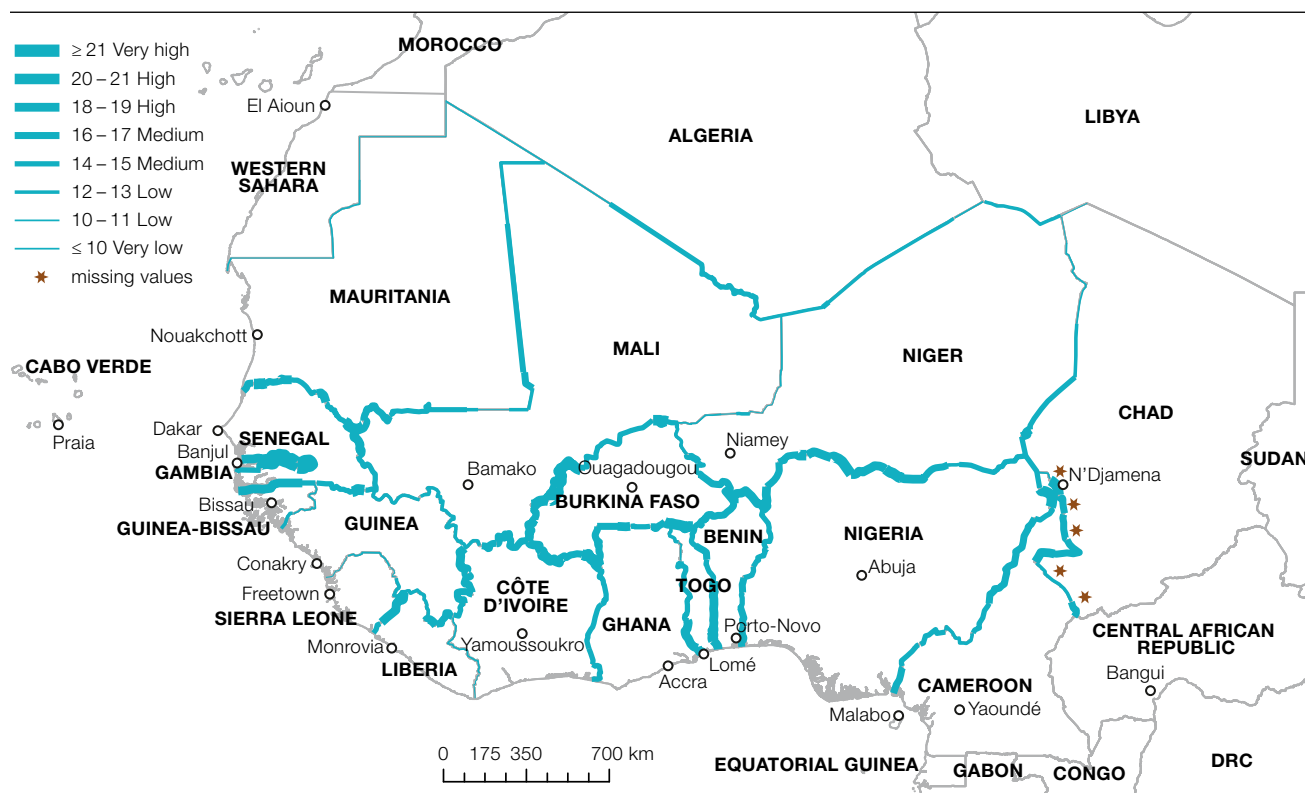 ≥ 21 Very high
20 – 21 High
18 – 19 High
16 – 17 Medium
14 – 15 Medium
12 – 13 Low
10 – 11 Low
≤ 10 Very low
missing values
MOROCCO
El Aioun
ALGERIA
LIBYA
WESTERN
SAHARA
MAURITANIA
Nouakchott
MALI
NIGER
CABO VERDE
Praia
CHAD
Dakar
SENEGAL
Banjul
GAMBIA
Niamey
SUDAN
Bamako
Ouagadougou
N’Djamena
BURKINA FASO
Bissau
GUINEA-BISSAU
GUINEA
BENIN
NIGERIA
Conakry
Abuja
CÔTE
D’IVOIRE
TOGO
Freetown
SIERRA LEONE
GHANA
Porto-Novo
Monrovia
Yamoussoukro
CENTRAL AFRICAN
REPUBLIC
LIBERIA
Lomé
Accra
Bangui
CAMEROON
Malabo
Yaoundé
0 175 350 700 km
EQUATORIAL GUINEA
GABON
CONGO
DRC